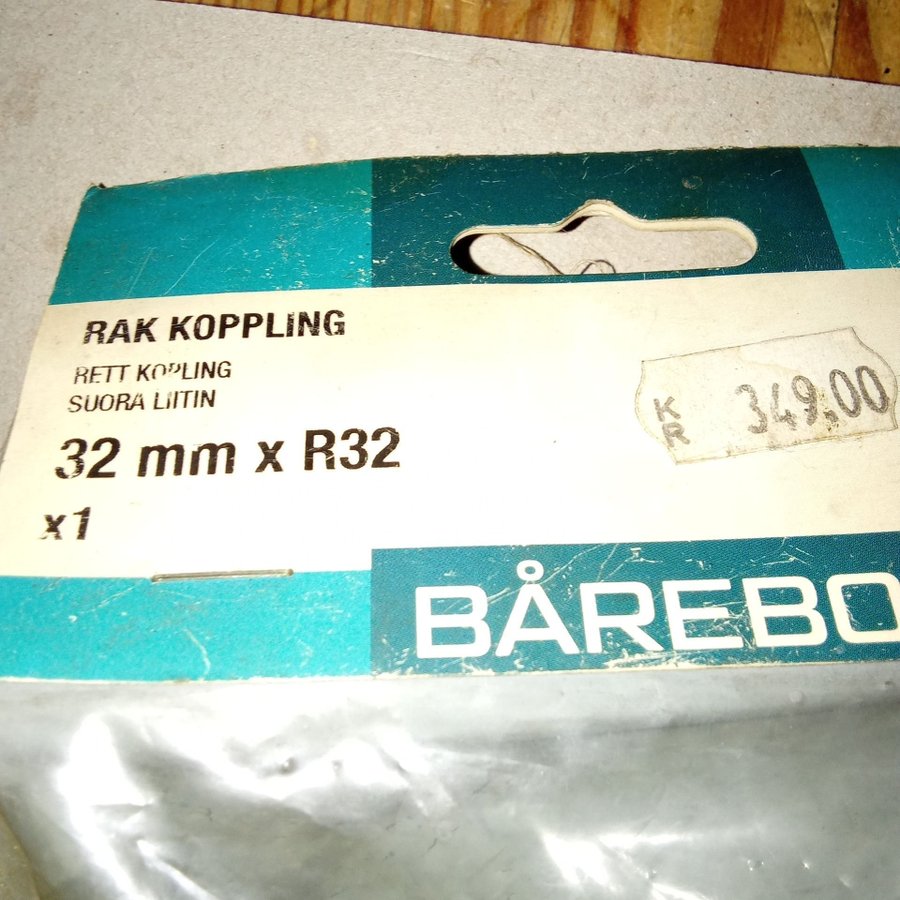 RAK KOPPLING
RETT KOPLING
SUORA LIITIN
32 mm x R32
x1
KR 349.00
BÅREBO